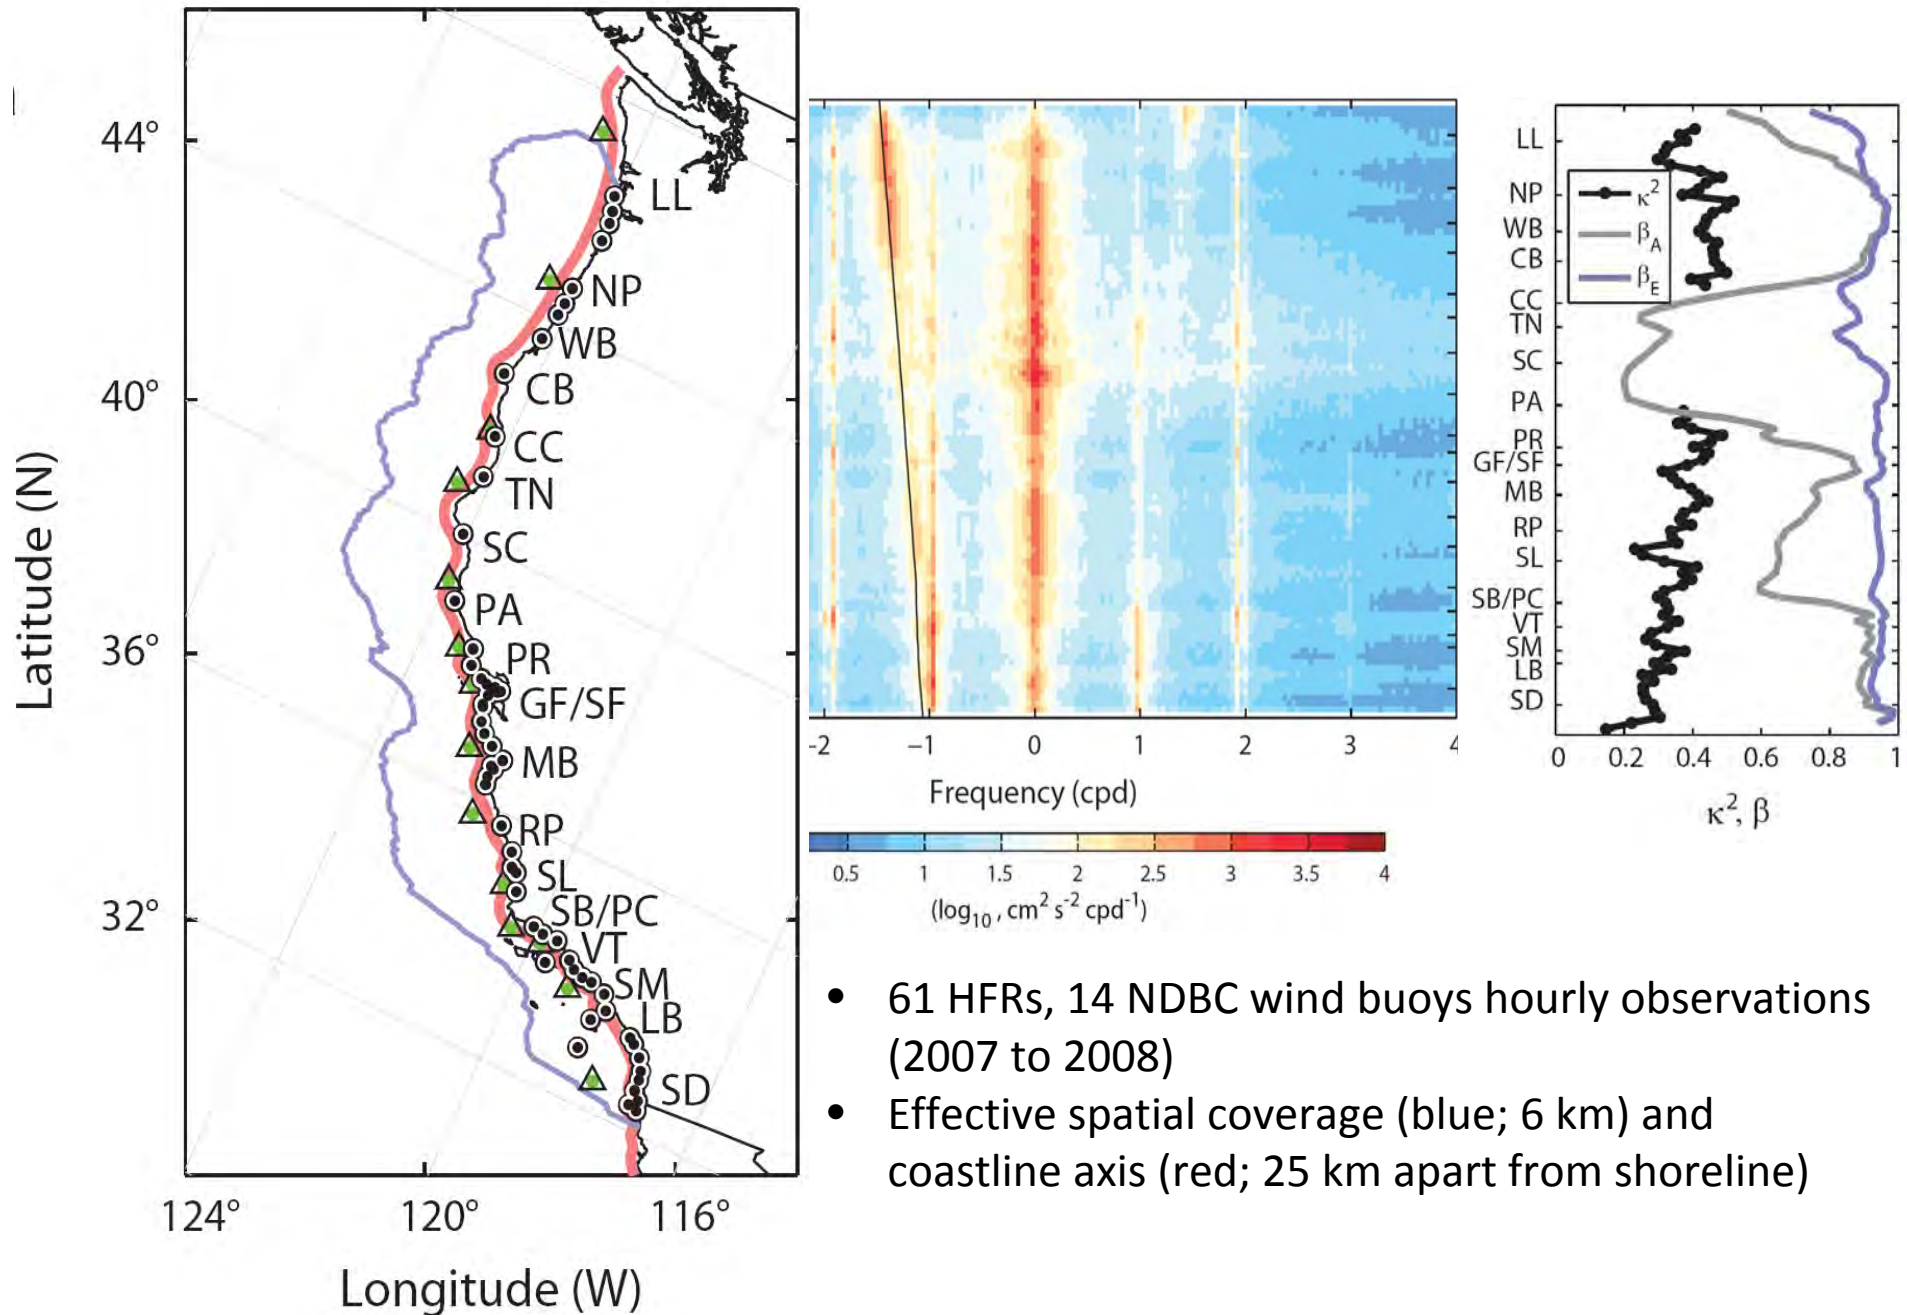 44°
40°
36°
32°
Latitude (N)
124°
120°
116°
Longitude (W)
LL
NP
WB
CB
CC
TN
SC
PA
PR
GF/SF
MB
RP
SL
SB/PC
VT
SM
LB
SD
-2 −1 0 1 2 3 4
Frequency (cpd)
0.5 1 1.5 2 2.5 3 3.5 4
(log10 , cm2 s-2 cpd-1)
LL
NP
WB
CB
CC
TN
SC
PA
PR
GF/SF
MB
RP
SL
SB/PC
VT
SM
LB
SD
κ2
βA
βE
0 0.2 0.4 0.6 0.8 1
κ2, β
• 61 HFRs, 14 NDBC wind buoys hourly observations
(2007 to 2008)
• Effective spatial coverage (blue; 6 km) and
coastline axis (red; 25 km apart from shoreline)